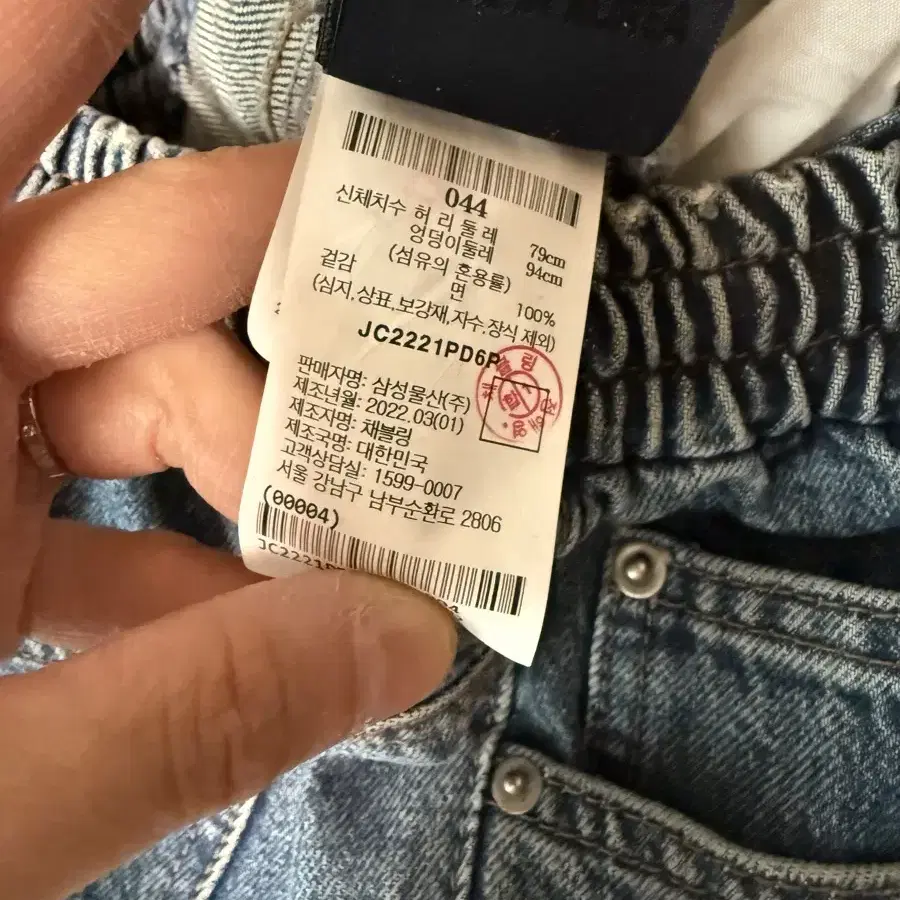 044
신체치수 허 리 둘 레 79cm
엉덩이둘레 94cm
(섬유의 혼용률)
겉감 면 100%
(심지,상표,보강재,자수,장식 제외)
JC2221PD6P
판매자명: 삼성물산(주)
제조년월: 2022.03(01)
제조자명: 채블링
제조국명: 대한민국
고객상담실: 1599-0007
서울 강남구 남부순환로 2806
(00004)